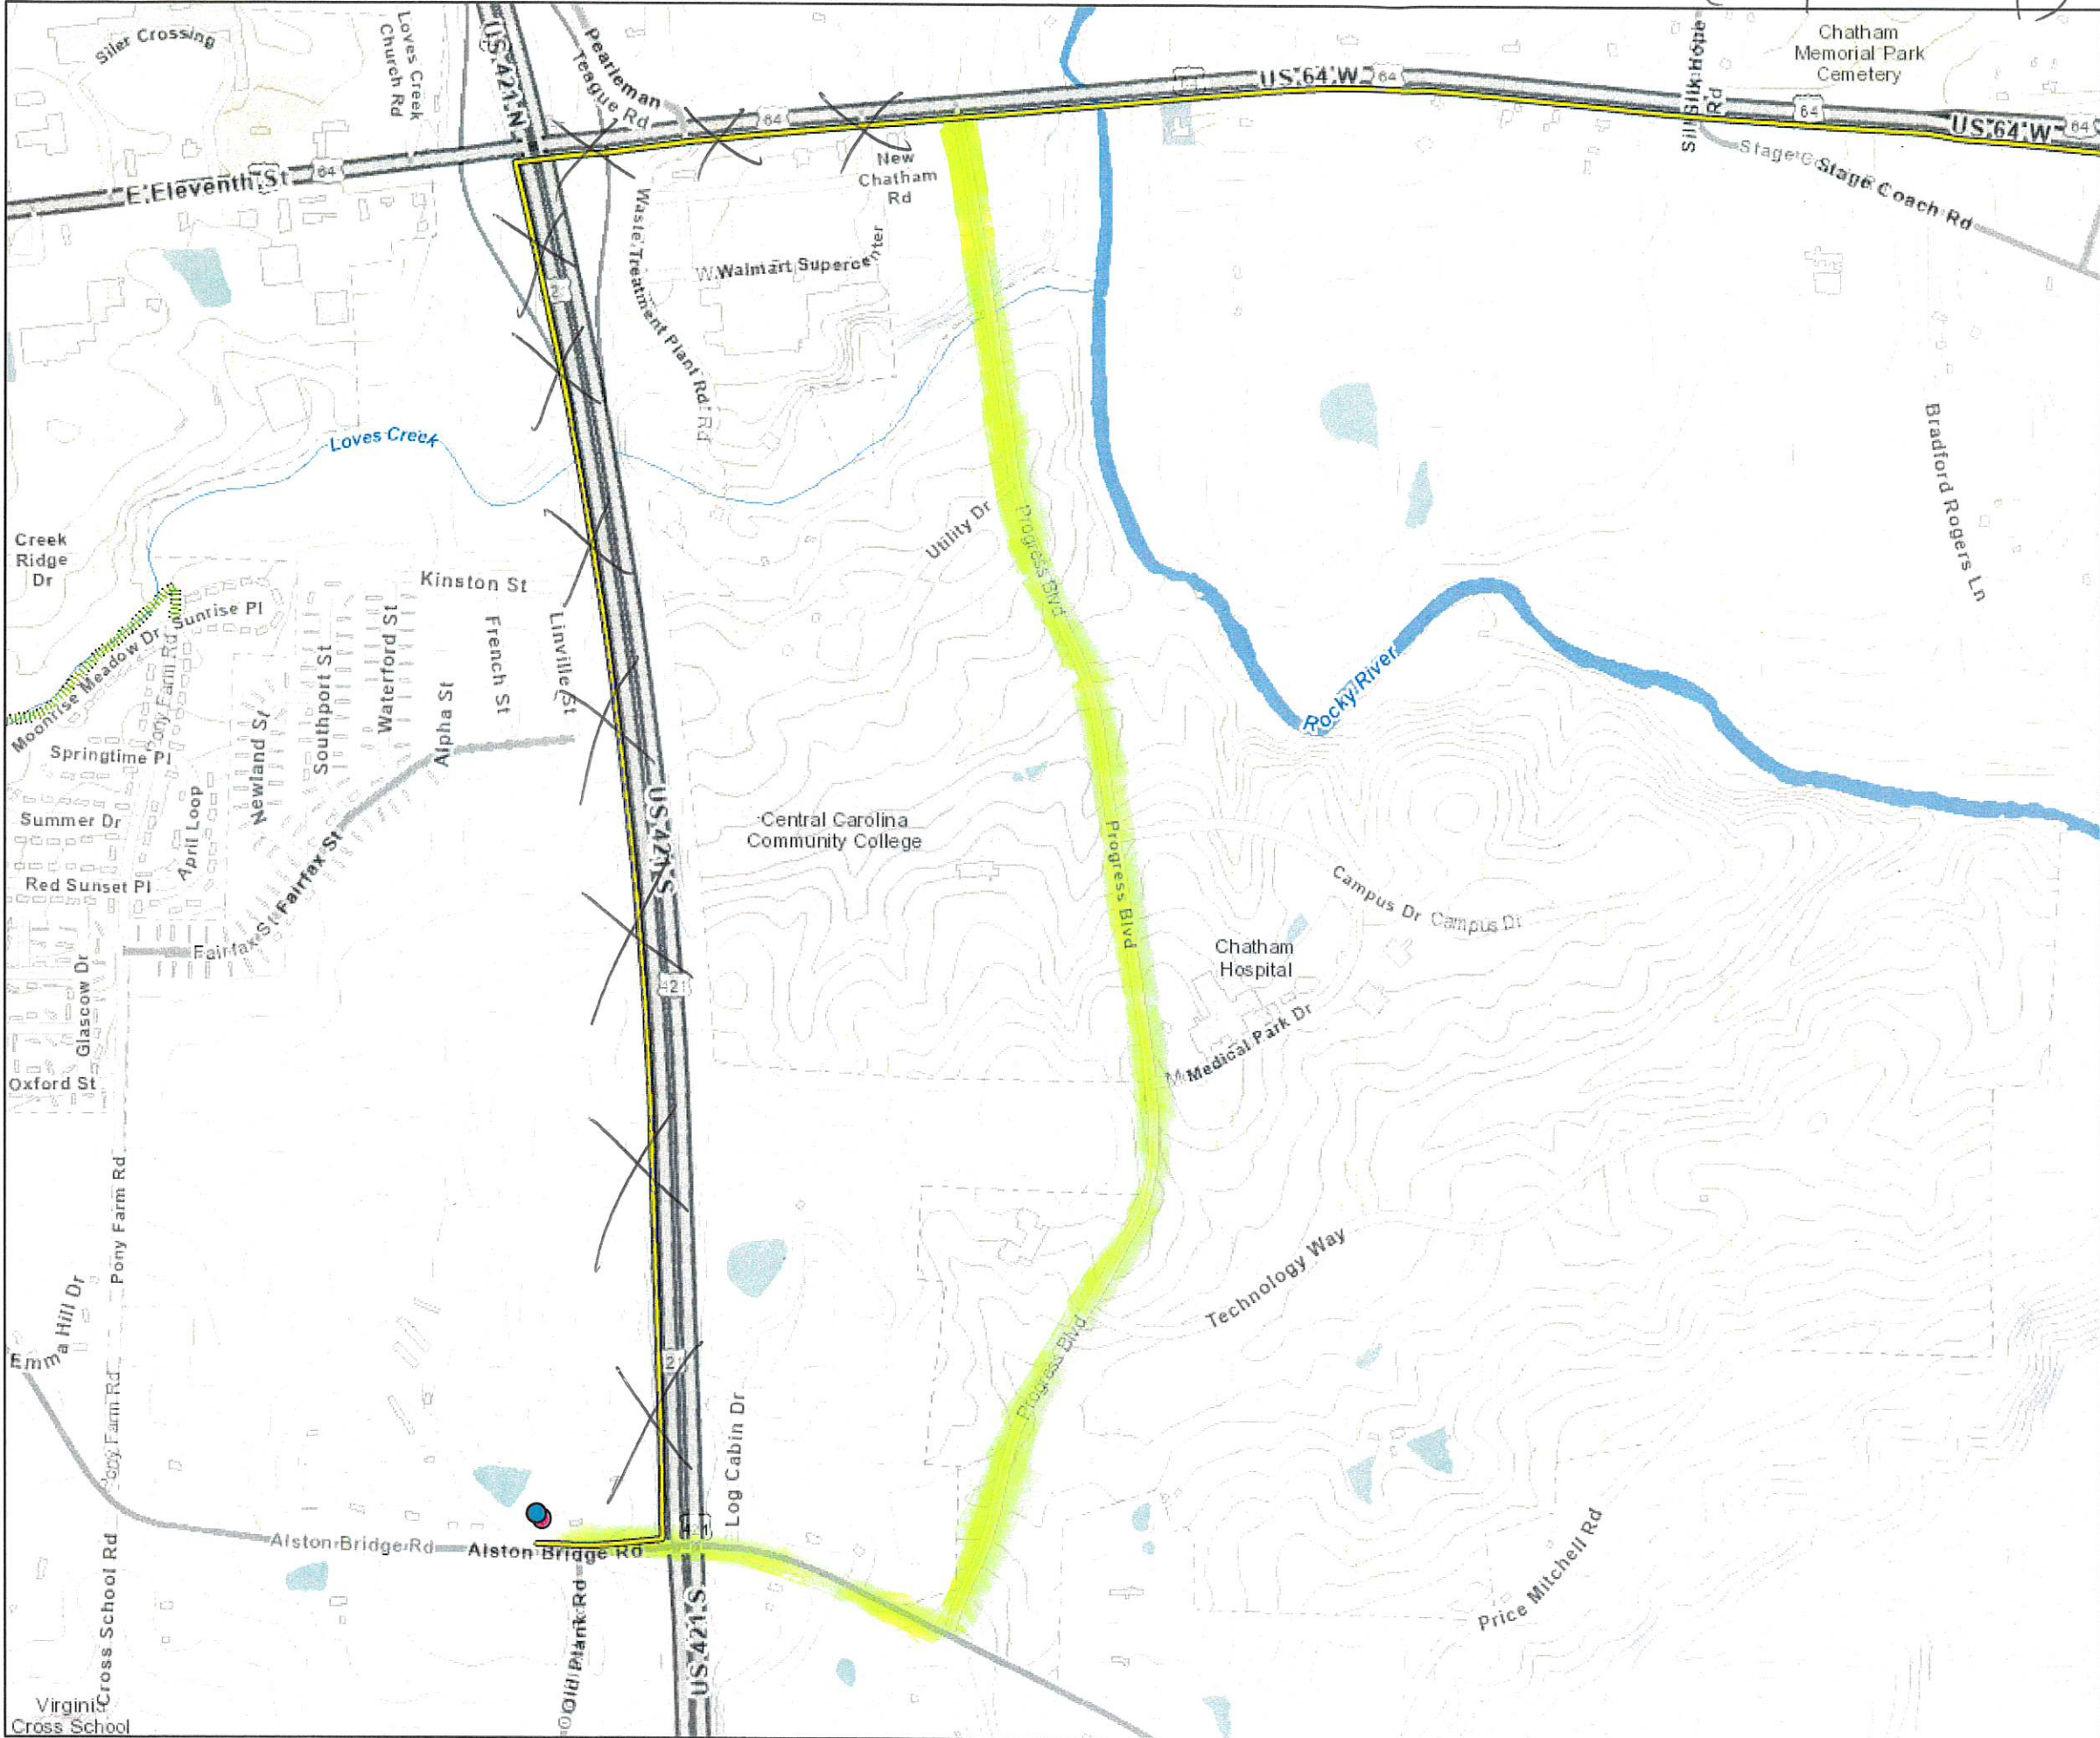 Siler Crossing
Loves Creek
Church Rd
US 421 N
Pearleman
Teague Rd
64
US 64 W
64
Silk Hope
Rd
Chatham
Memorial Park
Cemetery
64
US 64 W
64
Stage Coach Rd
E Eleventh St
64
New
Chatham
Rd
Waste Treatment Plant Rd
Rd
Walmart Supercenter
Loves Creek
Bradford Rogers Ln
Creek
Ridge
Dr
Kinston St
Utility Dr
Progress Blvd
Sunrise Pl
Moonrise Meadow Dr
Pony Farm Rd
Southport St
Waterford St
French St
Linville St
Alpha St
Newland St
Rocky River
Springtime Pl
Summer Dr
April Loop
Red Sunset Pl
Fairfax St
Fairfax St
US 421 S
Central Carolina
Community College
Progress Blvd
Campus Dr
Campus Dr
Chatham
Hospital
421
Glascow Dr
Oxford St
Medical Park Dr
Pony Farm Rd
Technology Way
Emma Hill Dr
Progress Blvd
Pony Farm Rd
Log Cabin Dr
Alston Bridge Rd
Alston Bridge Rd
Price Mitchell Rd
Cross School Rd
Old Plank Rd
US 421 S
Virginia
Cross School